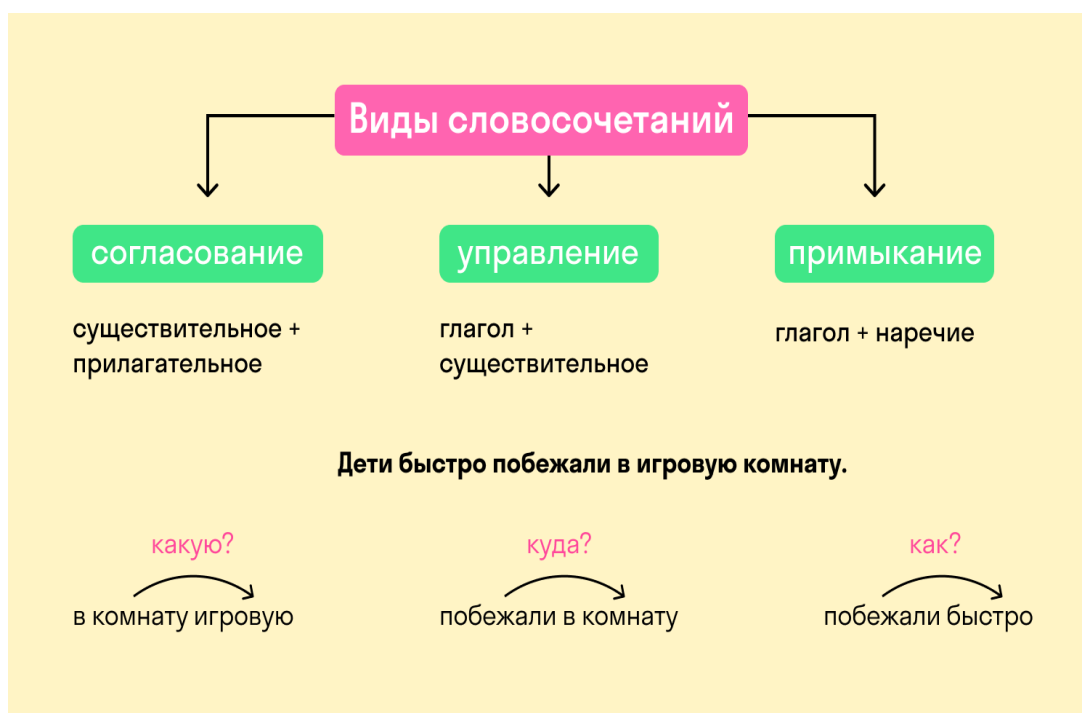 Виды словосочетаний
согласование
управление
примыкание
существительное +
прилагательное
глагол +
существительное
глагол + наречие
Дети быстро побежали в игровую комнату.
какую?
в комнату игровую
куда?
побежали в комнату
как?
побежали быстро